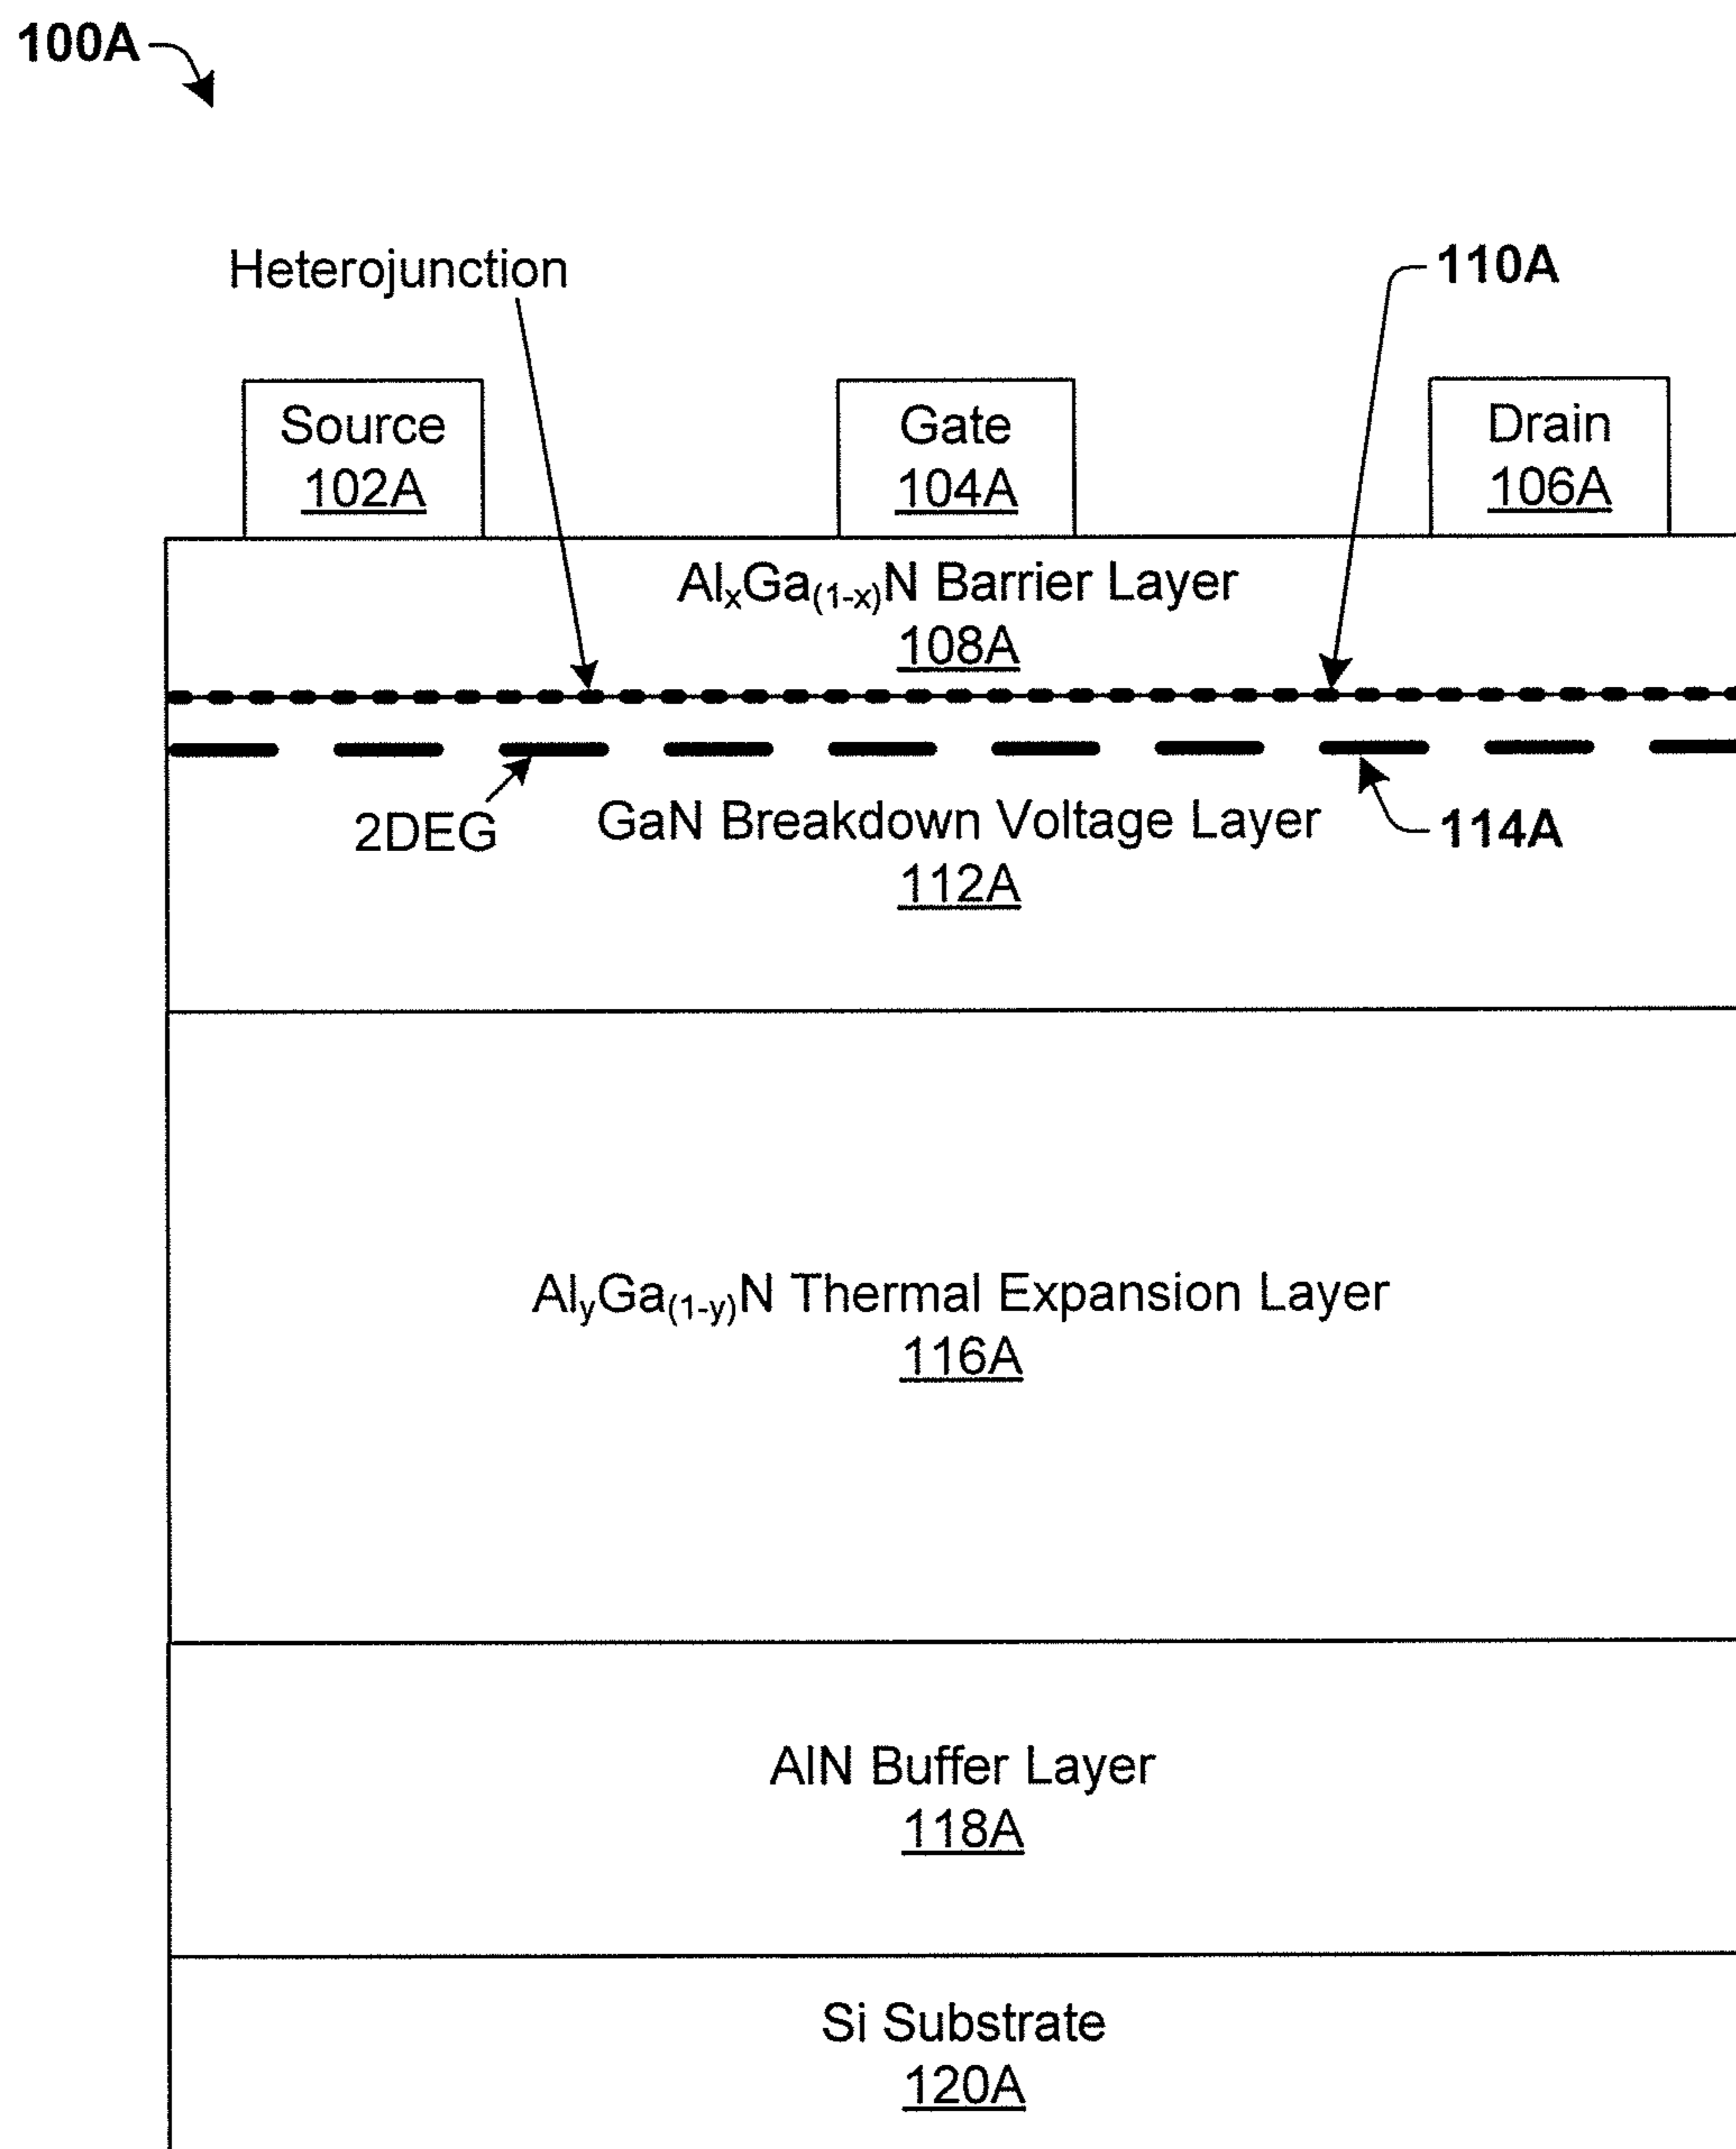 100A
Heterojunction
110A
Source
102A
Gate
104A
Drain
106A
AlxGa(1-x)N Barrier Layer
108A
2DEG
GaN Breakdown Voltage Layer
114A
112A
AlyGa(1-y)N Thermal Expansion Layer
116A
AlN Buffer Layer
118A
Si Substrate
120A